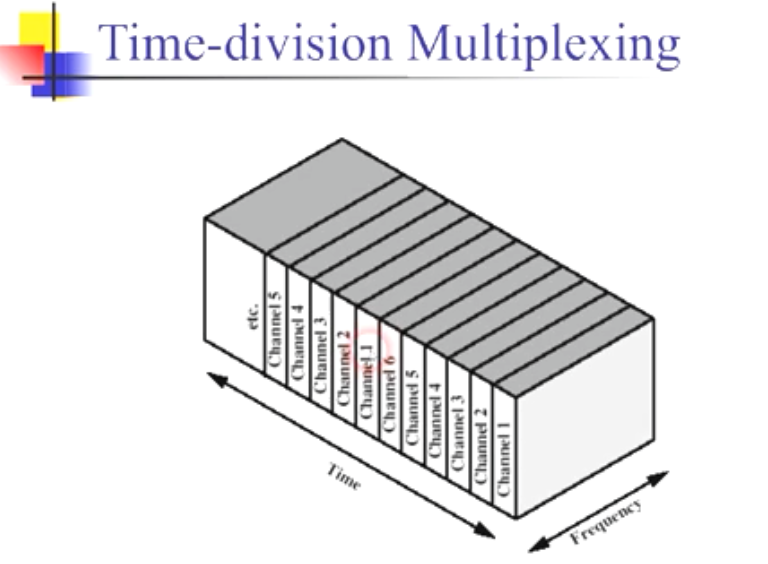 Time-division Multiplexing
etc.
Channel 5
Channel 4
Channel 3
Channel 2
Channel 1
Channel 6
Channel 5
Channel 4
Channel 3
Channel 2
Channel 1
Time
Frequency